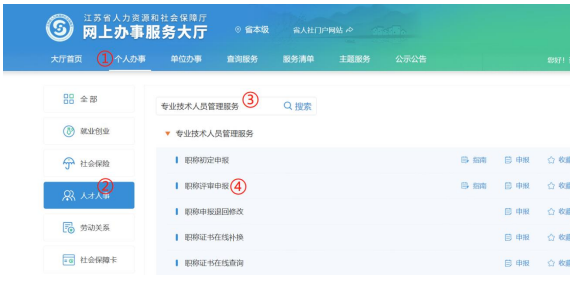 江苏省人力资源和社会保障厅
网上办事服务大厅
省本级 省人社门户网站
大厅首页 ① 个人办事 单位办事 查询服务 服务清单 主题服务 公示公告 您好！
全部
就业创业
社会保险
② 人才人事
劳动关系
社会保障卡
专业技术人员管理服务 ③ 搜索
专业技术人员管理服务
职称初定申报 指南 申报 收藏
职称评审申报 ④ 指南 申报 收藏
职称申报退回修改 申报 收藏
职称证书在线补换 申报 收藏
职称证书在线查询 申报 收藏